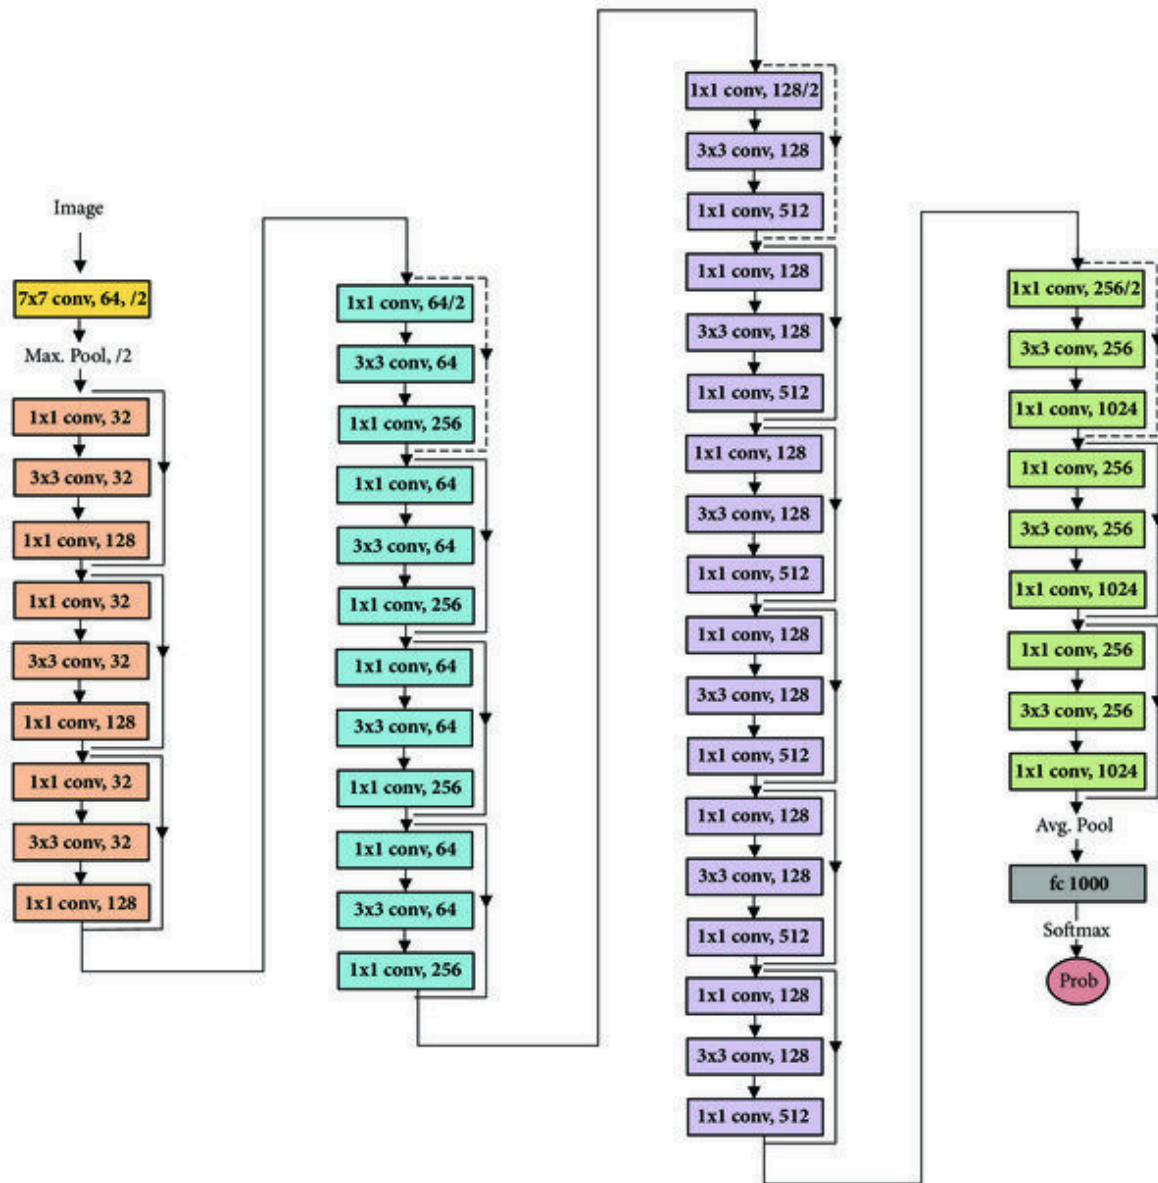 Image
7x7 conv, 64, /2
Max. Pool, /2
1x1 conv, 32
3x3 conv, 32
1x1 conv, 128
1x1 conv, 32
3x3 conv, 32
1x1 conv, 128
1x1 conv, 32
3x3 conv, 32
1x1 conv, 128
1x1 conv, 64/2
3x3 conv, 64
1x1 conv, 256
1x1 conv, 64
3x3 conv, 64
1x1 conv, 256
1x1 conv, 64
3x3 conv, 64
1x1 conv, 256
1x1 conv, 64
3x3 conv, 64
1x1 conv, 256
1x1 conv, 128/2
3x3 conv, 128
1x1 conv, 512
1x1 conv, 128
3x3 conv, 128
1x1 conv, 512
1x1 conv, 128
3x3 conv, 128
1x1 conv, 512
1x1 conv, 128
3x3 conv, 128
1x1 conv, 512
1x1 conv, 128
3x3 conv, 128
1x1 conv, 512
1x1 conv, 128
3x3 conv, 128
1x1 conv, 512
1x1 conv, 256/2
3x3 conv, 256
1x1 conv, 1024
1x1 conv, 256
3x3 conv, 256
1x1 conv, 1024
1x1 conv, 256
3x3 conv, 256
1x1 conv, 1024
Avg. Pool
fc 1000
Softmax
Prob